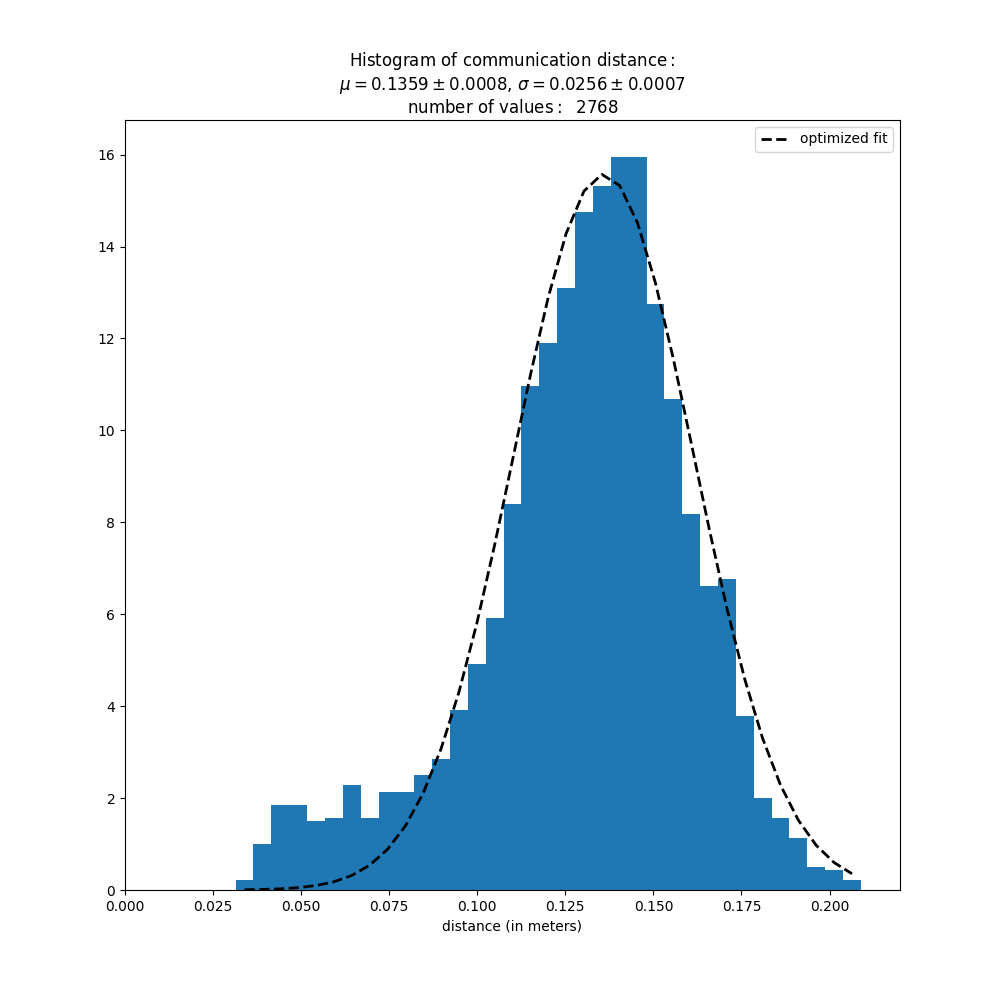 Histogram of communication distance:
μ = 0.1359 ± 0.0008, σ = 0.0256 ± 0.0007
number of values: 2768
optimized fit
16
14
12
10
8
6
4
2
0
0.000 0.025 0.050 0.075 0.100 0.125 0.150 0.175 0.200
distance (in meters)